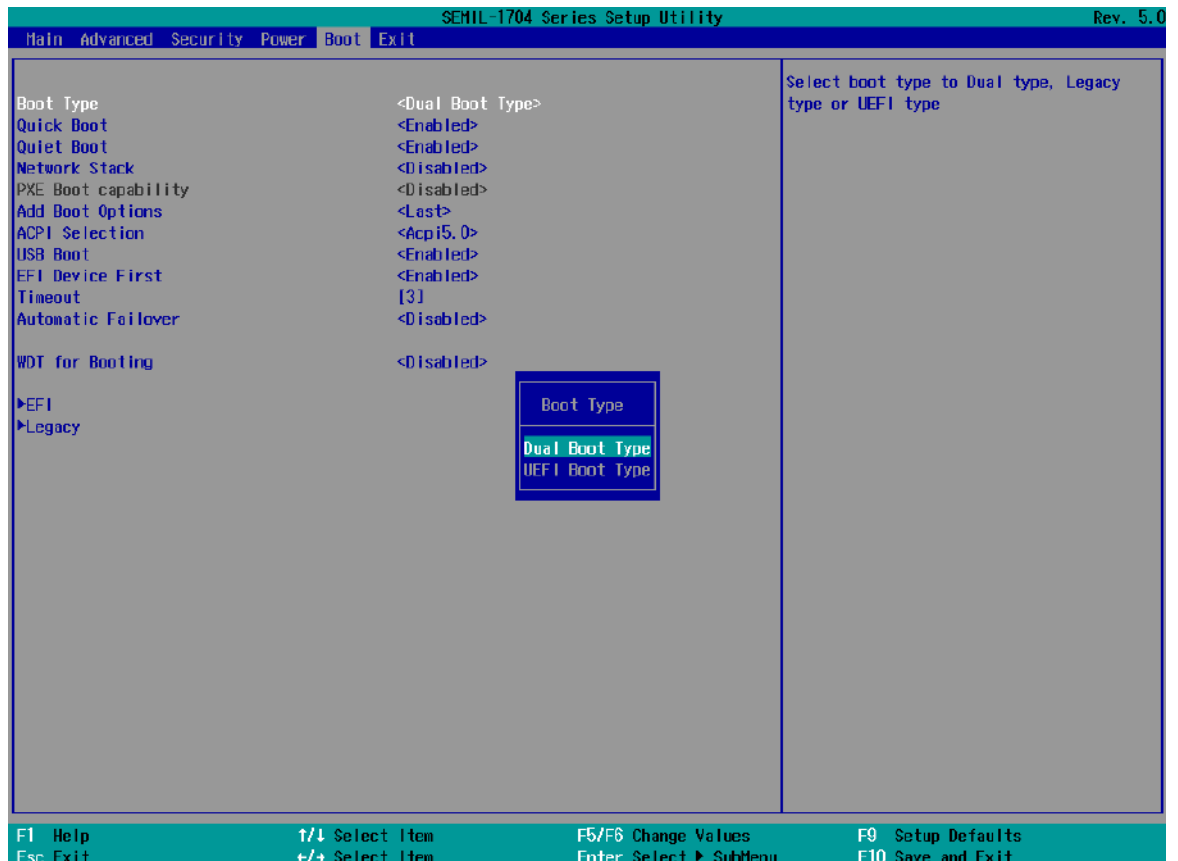 SEMIL-1704 Series Setup Utility Rev. 5.0
Main Advanced Security Power Boot Exit
Boot Type <Dual Boot Type>
Quick Boot <Enabled>
Quiet Boot <Enabled>
Network Stack <Disabled>
PXE Boot capability <Disabled>
Add Boot Options <Last>
ACPI Selection <Acpi5.0>
USB Boot <Enabled>
EFI Device First <Enabled>
Timeout [3]
Automatic Failover <Disabled>
WDT for Booting <Disabled>
▶EFI
▶Legacy
Boot Type
Dual Boot Type
UEFI Boot Type
Select boot type to Dual type, Legacy
type or UEFI type
F1 Help ↑/↓ Select Item F5/F6 Change Values F9 Setup Defaults
Esc Exit ←/→ Select Item Enter Select ▶ SubMenu F10 Save and Exit